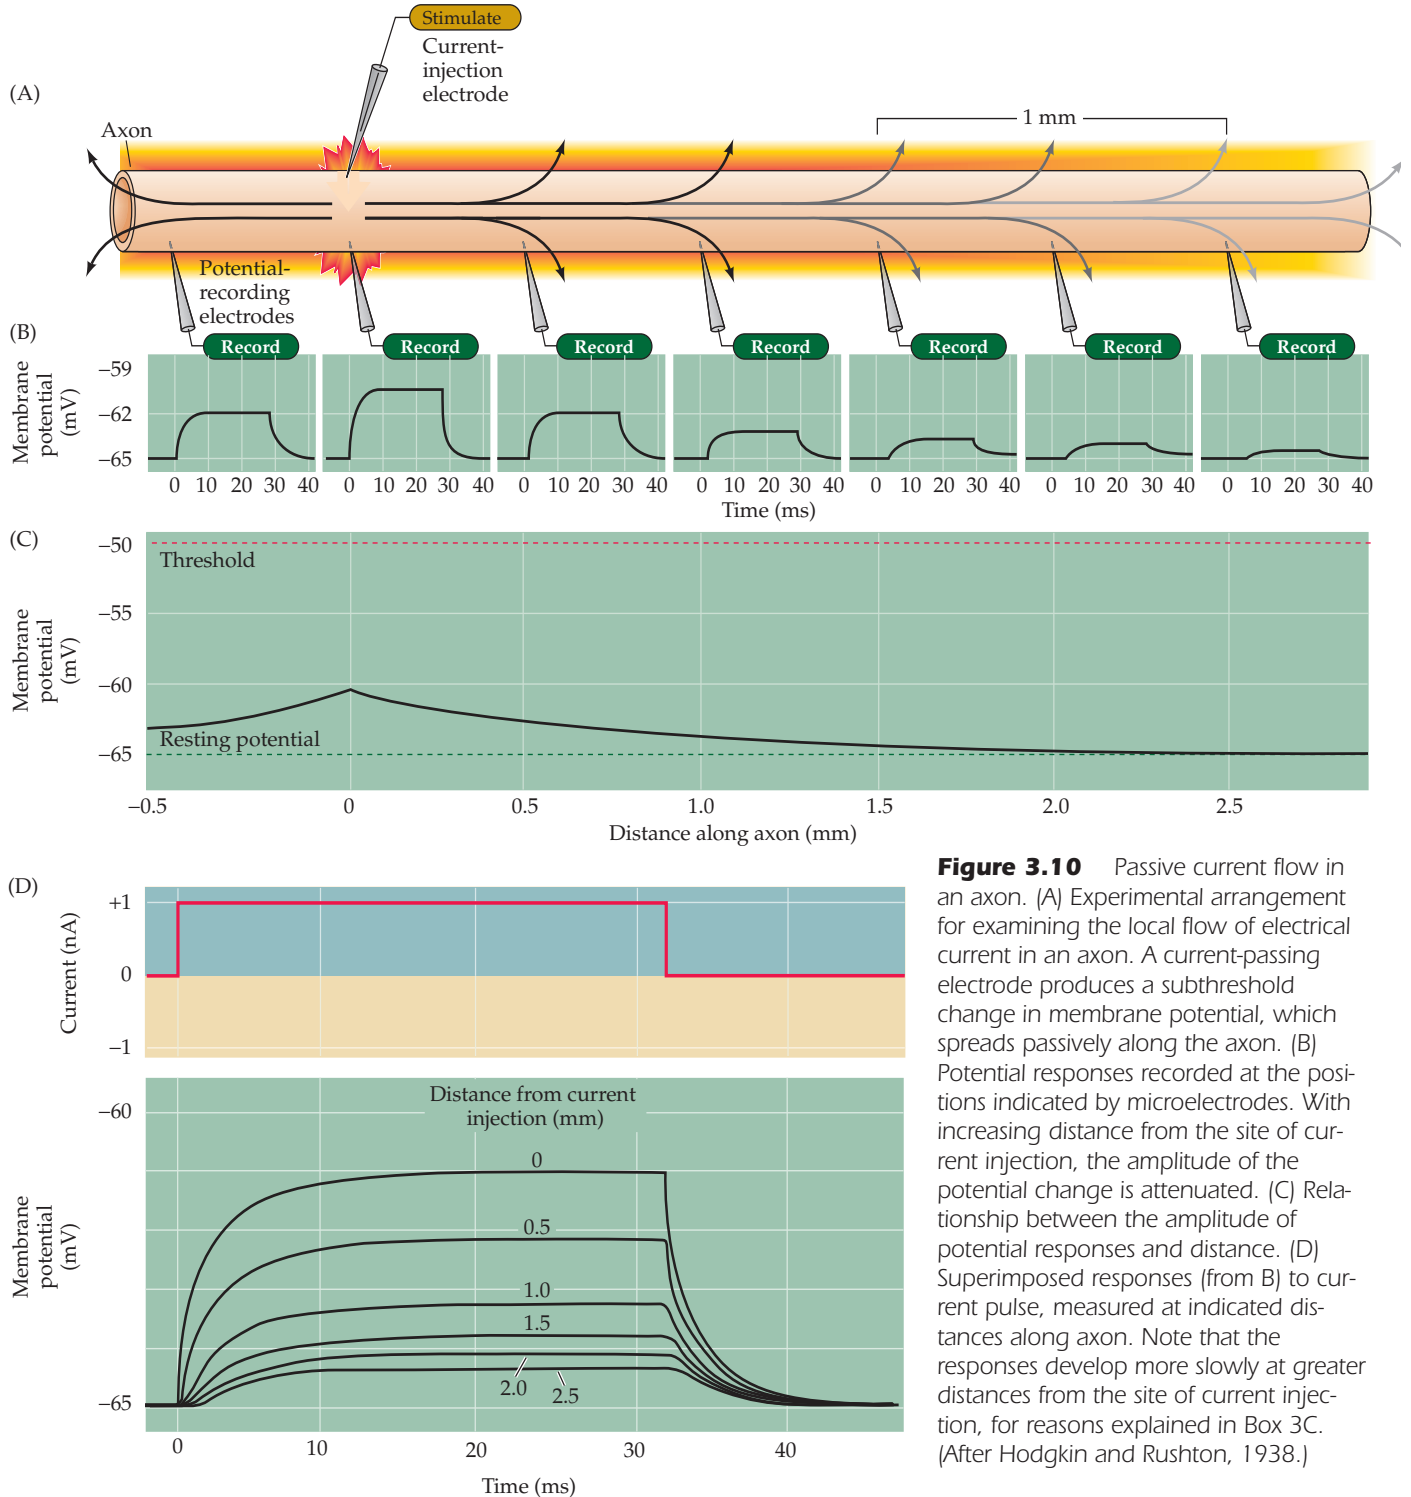 (A)
Stimulate
Current-
injection
electrode
Axon
1 mm
Potential-
recording
electrodes
(B)
Record Record Record Record Record Record Record
Membrane
potential
(mV)
–59
–62
–65
0 10 20 30 40 0 10 20 30 40 0 10 20 30 40 0 10 20 30 40 0 10 20 30 40 0 10 20 30 40 0 10 20 30 40
Time (ms)
(C)
Membrane
potential
(mV)
–50
Threshold
–55
–60
Resting potential
–65
–0.5 0 0.5 1.0 1.5 2.0 2.5
Distance along axon (mm)
(D)
Current (nA)
+1
0
–1
Membrane
potential
(mV)
–60
Distance from current
injection (mm)
0
0.5
1.0
1.5
2.0
2.5
–65
0 10 20 30 40
Time (ms)
Figure 3.10 Passive current flow in
an axon. (A) Experimental arrangement
for examining the local flow of electrical
current in an axon. A current-passing
electrode produces a subthreshold
change in membrane potential, which
spreads passively along the axon. (B)
Potential responses recorded at the posi-
tions indicated by microelectrodes. With
increasing distance from the site of cur-
rent injection, the amplitude of the
potential change is attenuated. (C) Rela-
tionship between the amplitude of
potential responses and distance. (D)
Superimposed responses (from B) to cur-
rent pulse, measured at indicated dis-
tances along axon. Note that the
responses develop more slowly at greater
distances from the site of current injec-
tion, for reasons explained in Box 3C.
(After Hodgkin and Rushton, 1938.)